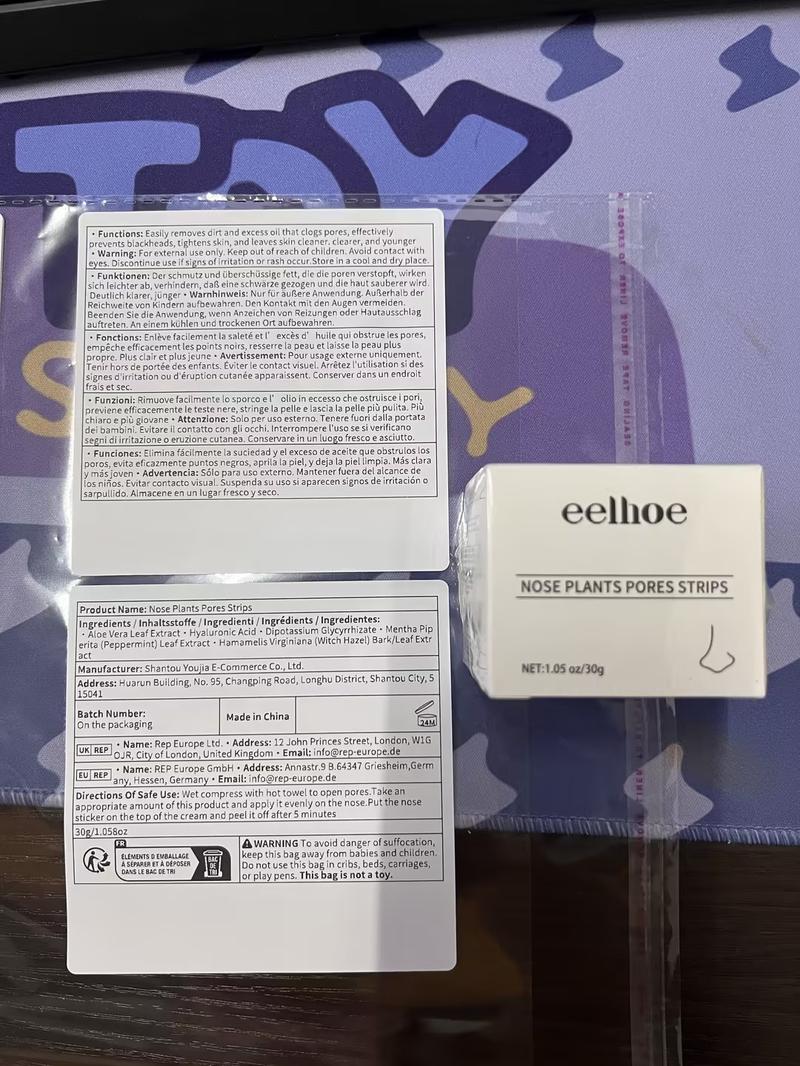 TOY
S
Y
• Functions: Easily removes dirt and excess oil that clogs pores, effectively
prevents blackheads, tightens skin, and leaves skin cleaner. clearer, and younger
• Warning: For external use only. Keep out of reach of children. Avoid contact with
eyes. Discontinue use if signs of irritation or rash occur.Store in a cool and dry place.
• Funktionen: Der schmutz und überschüssige fett, die die poren verstopft, wirken
sich leichter ab, verhindern, daß eine schwärze gezogen und die haut sauberer wird.
Deutlich klarer, jünger • Warnhinweis: Nur für äußere Anwendung. Außerhalb der
Reichweite von Kindern aufbewahren. Den Kontakt mit den Augen vermeiden.
Beenden Sie die Anwendung, wenn Anzeichen von Reizungen oder Hautausschlag
auftreten. An einem kühlen und trockenen Ort aufbewahren.
• Fonctions: Enlève facilement la saleté et l' excès d' huile qui obstrue les pores,
empêche efficacement les points noirs, resserre la peau et laisse la peau plus
propre. Plus clair et plus jeune • Avertissement: Pour usage externe uniquement.
Tenir hors de portée des enfants. Éviter le contact visuel. Arrêtez l'utilisation si des
signes d'irritation ou d'éruption cutanée apparaissent. Conserver dans un endroit
frais et sec.
• Funzioni: Rimuove facilmente lo sporco e l' olio in eccesso che ostruisce i pori,
previene efficacemente le teste nere, stringe la pelle e lascia la pelle più pulita. Più
chiaro e più giovane • Attenzione: Solo per uso esterno. Tenere fuori dalla portata
dei bambini. Evitare il contatto con gli occhi. Interrompere l'uso se si verificano
segni di irritazione o eruzione cutanea. Conservare in un luogo fresco e asciutto.
• Funciones: Elimina fácilmente la suciedad y el exceso de aceite que obstrulos los
poros, evita eficazmente puntos negros, aprila la piel, y deja la piel limpia. Más clara
y más joven • Advertencia: Sólo para uso externo. Mantener fuera del alcance de
los niños. Evitar contacto visual. Suspenda su uso si aparecen signos de irritación o
sarpullido. Almacene en un lugar fresco y seco.
eelhoe
NOSE PLANTS PORES STRIPS
NET:1.05 oz/30g
Product Name: Nose Plants Pores Strips
Ingredients / Inhaltsstoffe / Ingredienti / Ingrédients / Ingredientes:
• Aloe Vera Leaf Extract • Hyaluronic Acid • Dipotassium Glycyrrhizate • Mentha Pip
erita (Peppermint) Leaf Extract • Hamamelis Virginiana (Witch Hazel) Bark/Leaf Extr
act
Manufacturer: Shantou Youjia E-Commerce Co., Ltd.
Address: Huarun Building, No. 95, Changping Road, Longhu District, Shantou City, 5
15041
Batch Number:
On the packaging
Made in China
24M
UK REP • Name: Rep Europe Ltd. • Address: 12 John Princes Street, London, W1G
OJR, City of London, United Kingdom • Email: info@rep-europe.de
EU REP • Name: REP Europe GmbH • Address: Annastr.9 B.64347 Griesheim,Germ
any, Hessen, Germany • Email: info@rep-europe.de
Directions Of Safe Use: Wet compress with hot towel to open pores.Take an
appropriate amount of this product and apply it evenly on the nose.Put the nose
sticker on the top of the cream and peel it off after 5 minutes
30g/1.058oz
FR
ÉLÉMENTS D'EMBALLAGE
À SÉPARER ET À DÉPOSER
DANS LE BAC DE TRI
BAC
DE
TRI
WARNING To avoid danger of suffocation,
keep this bag away from babies and children.
Do not use this bag in cribs, beds, carriages,
or play pens. This bag is not a toy.
SEALING TAPE REMOVE LINER TO EXPOSE